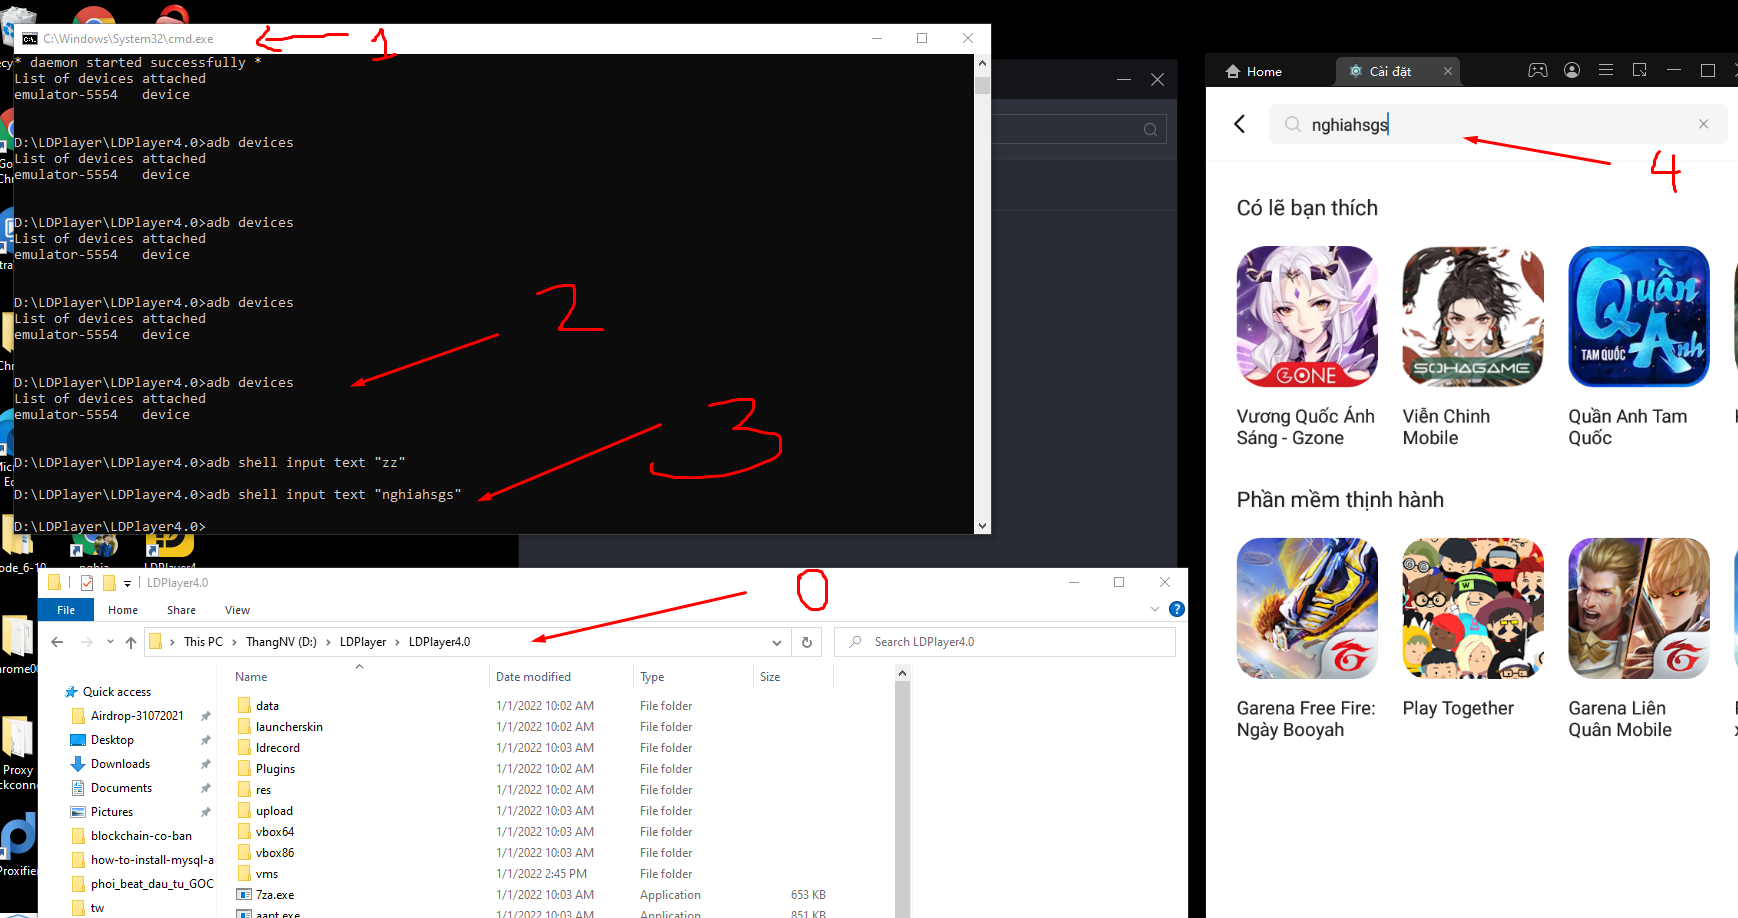 C:\Windows\System32\cmd.exe
1
* daemon started successfully *
List of devices attached
emulator-5554 device
D:\LDPlayer\LDPlayer4.0>adb devices
List of devices attached
emulator-5554 device
D:\LDPlayer\LDPlayer4.0>adb devices
List of devices attached
emulator-5554 device
D:\LDPlayer\LDPlayer4.0>adb devices
List of devices attached
emulator-5554 device
2
D:\LDPlayer\LDPlayer4.0>adb devices
List of devices attached
emulator-5554 device
3
D:\LDPlayer\LDPlayer4.0>adb shell input text "zz"
D:\LDPlayer\LDPlayer4.0>adb shell input text "nghiahsgs"
D:\LDPlayer\LDPlayer4.0>
Home
Cài đặt
nghiahsgs
4
Có lẽ bạn thích
GONE
SOHAGAME
Quần
Anh
TAM QUỐC
Vương Quốc Ánh
Sáng - Gzone
Viễn Chinh
Mobile
Quần Anh Tam
Quốc
Phần mềm thịnh hành
Garena Free Fire:
Ngày Booyah
Play Together
Garena Liên
Quân Mobile
LDPlayer4.0
0
File
Home
Share
View
This PC
ThangNV (D:)
LDPlayer
LDPlayer4.0
Search LDPlayer4.0
Name
Date modified
Type
Size
Quick access
Airdrop-31072021
Desktop
Downloads
Documents
Pictures
blockchain-co-ban
how-to-install-mysql-a
phoi_beat_dau_tu_GOC
tw
data 1/1/2022 10:02 AM File folder
launcherskin 1/1/2022 10:02 AM File folder
ldrecord 1/1/2022 10:03 AM File folder
Plugins 1/1/2022 10:02 AM File folder
res 1/1/2022 10:02 AM File folder
upload 1/1/2022 10:03 AM File folder
vbox64 1/1/2022 10:03 AM File folder
vbox86 1/1/2022 10:03 AM File folder
vms 1/1/2022 2:45 PM File folder
7za.exe 1/1/2022 10:03 AM Application 653 KB
aapt.exe 1/1/2022 10:03 AM Application 851 KB
Proxy
Proxifier